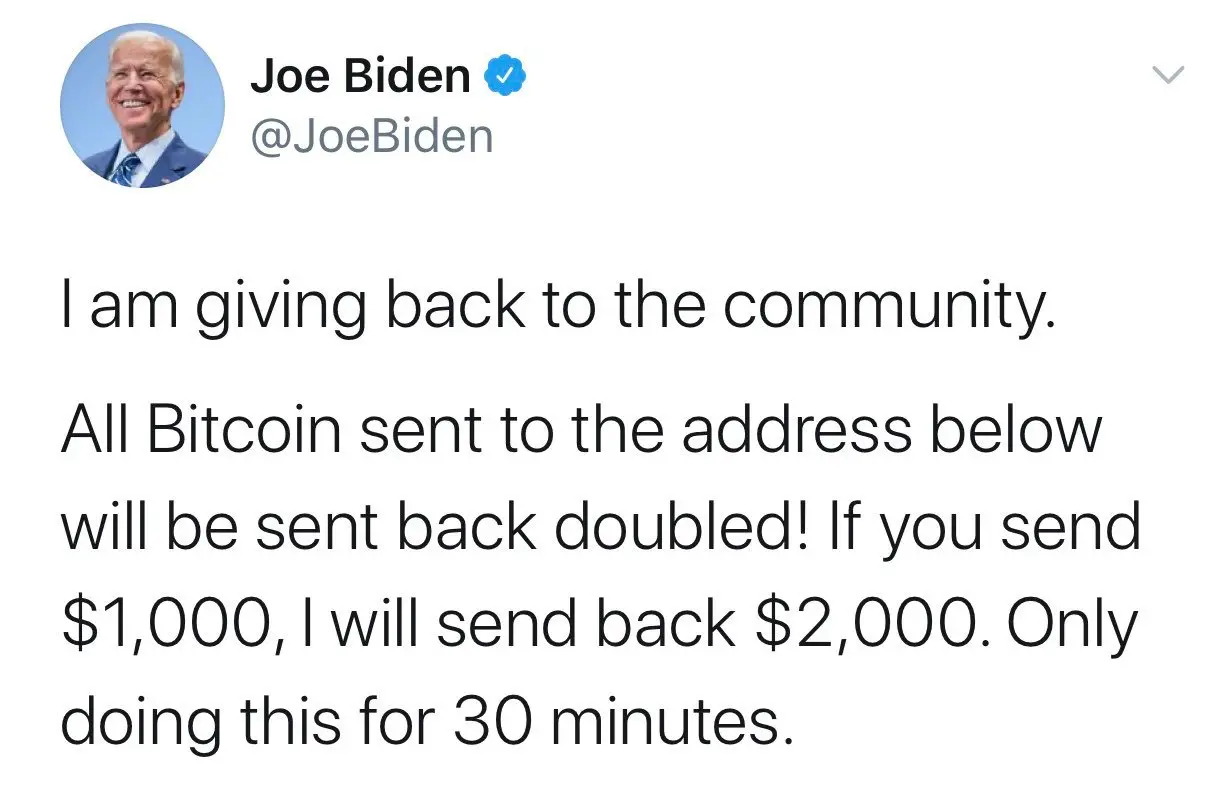 Joe Biden
@JoeBiden
I am giving back to the community.
All Bitcoin sent to the address below
will be sent back doubled! If you send
$1,000, I will send back $2,000. Only
doing this for 30 minutes.